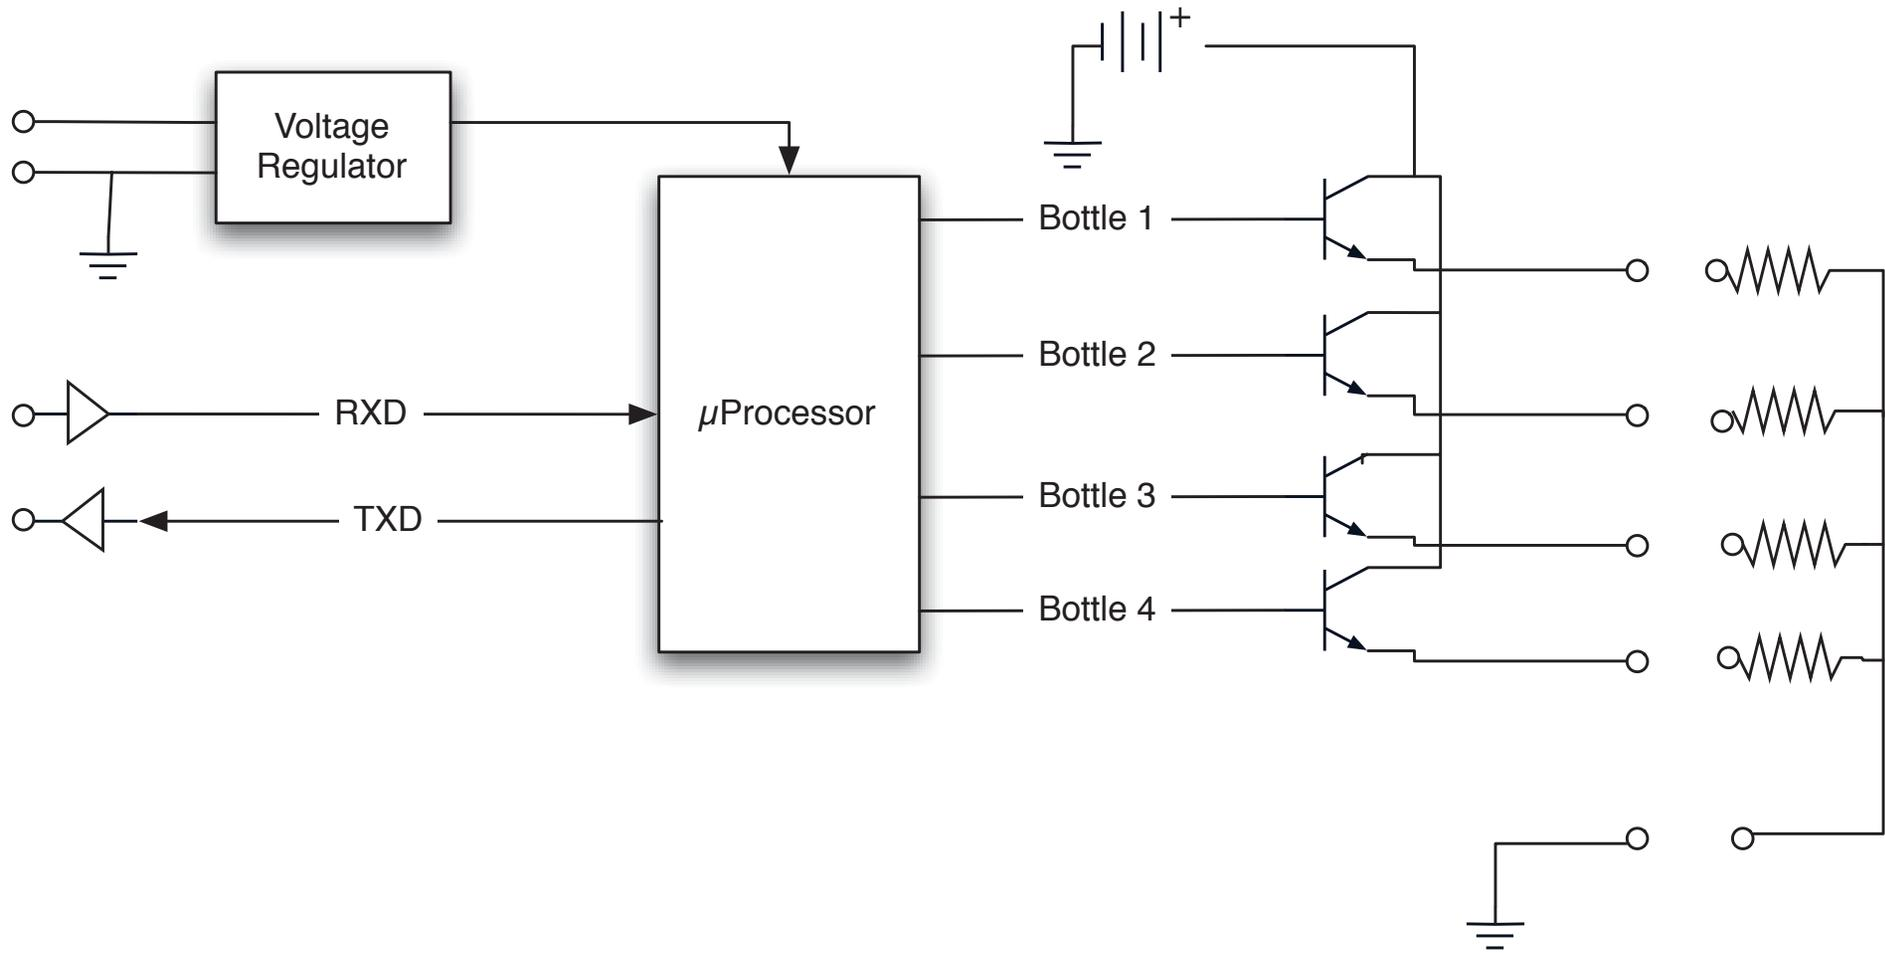 +
Voltage
Regulator
Bottle 1
Bottle 2
RXD
µProcessor
Bottle 3
TXD
Bottle 4